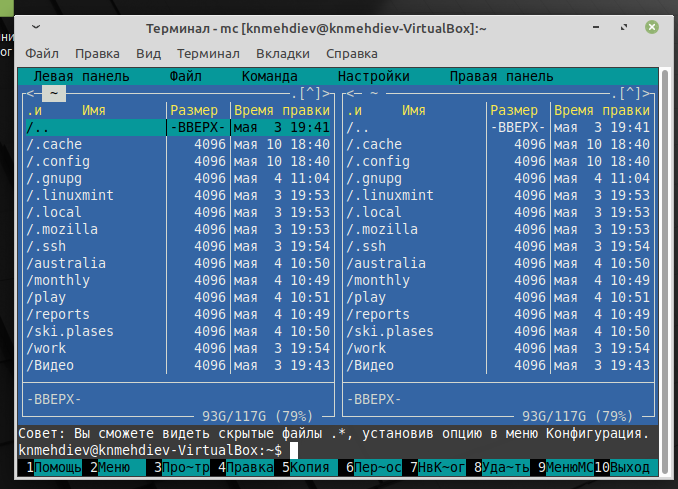 ни
ог
Терминал - mc [knmehdiev@knmehdiev-VirtualBox]:~
Файл Правка Вид Терминал Вкладки Справка
Левая панель Файл Команда Настройки Правая панель
<- ~ .[^]> <- ~ .[^]>
.и Имя Размер Время правки .и Имя Размер Время правки
/.. -ВВЕРХ- мая 3 19:41 /.. -ВВЕРХ- мая 3 19:41
/.cache 4096 мая 10 18:40 /.cache 4096 мая 10 18:40
/.config 4096 мая 10 18:40 /.config 4096 мая 10 18:40
/.gnupg 4096 мая 4 11:04 /.gnupg 4096 мая 4 11:04
/.linuxmint 4096 мая 3 19:53 /.linuxmint 4096 мая 3 19:53
/.local 4096 мая 3 19:53 /.local 4096 мая 3 19:53
/.mozilla 4096 мая 3 19:53 /.mozilla 4096 мая 3 19:53
/.ssh 4096 мая 3 19:54 /.ssh 4096 мая 3 19:54
/australia 4096 мая 4 10:50 /australia 4096 мая 4 10:50
/monthly 4096 мая 4 10:49 /monthly 4096 мая 4 10:49
/play 4096 мая 4 10:51 /play 4096 мая 4 10:51
/reports 4096 мая 4 10:49 /reports 4096 мая 4 10:49
/ski.plases 4096 мая 4 10:50 /ski.plases 4096 мая 4 10:50
/work 4096 мая 3 19:54 /work 4096 мая 3 19:54
/Видео 4096 мая 3 19:43 /Видео 4096 мая 3 19:43
-ВВЕРХ- -ВВЕРХ-
93G/117G (79%) 93G/117G (79%)
Совет: Вы сможете видеть скрытые файлы .*, установив опцию в меню Конфигурация.
knmehdiev@knmehdiev-VirtualBox:~$
1Помощь 2Меню 3Про~тр 4Правка 5Копия 6Пер~ос 7НвК~ог 8Уда~ть 9МенюМС 10Выход